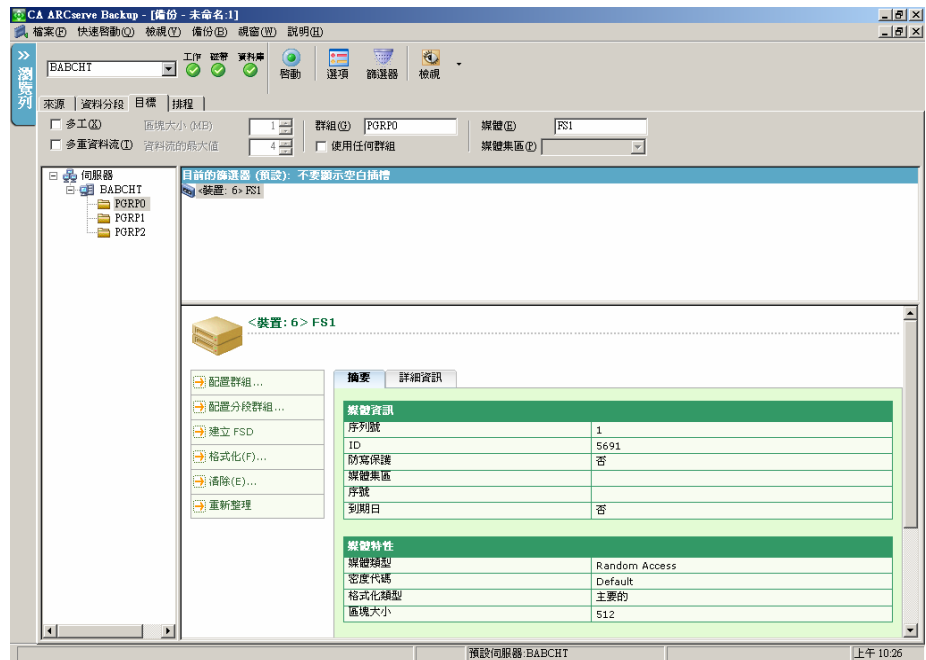 CA ARCserve Backup - [備份 - 未命名:1]
檔案(F) 快速啟動(Q) 檢視(Y) 備份(B) 視窗(W) 說明(H)
瀏覽列
BABCHT
工作 磁帶 資料庫
啟動 選項 篩選器 檢視
來源 資料分段 目標 排程
多工(X) 區塊大小 (MB) 1 群組(G) PGRP0 媒體(E) FS1
多重資料流(I) 資料流的最大值 4 使用任何群組 媒體集區(P)
伺服器
BABCHT
PGRP0
PGRP1
PGRP2
目前的篩選器 (預設): 不要顯示空白插槽
<裝置: 6> FS1
<裝置: 6> FS1
配置群組...
配置分段群組...
建立 FSD
格式化(F)...
清除(E)...
重新整理
摘要 詳細資訊
媒體資訊
序列號 1
ID 5691
防寫保護 否
媒體集區
序號
到期日 否
媒體特性
媒體類型 Random Access
密度代碼 Default
格式化類型 主要的
區塊大小 512
預設伺服器:BABCHT
上午 10:26